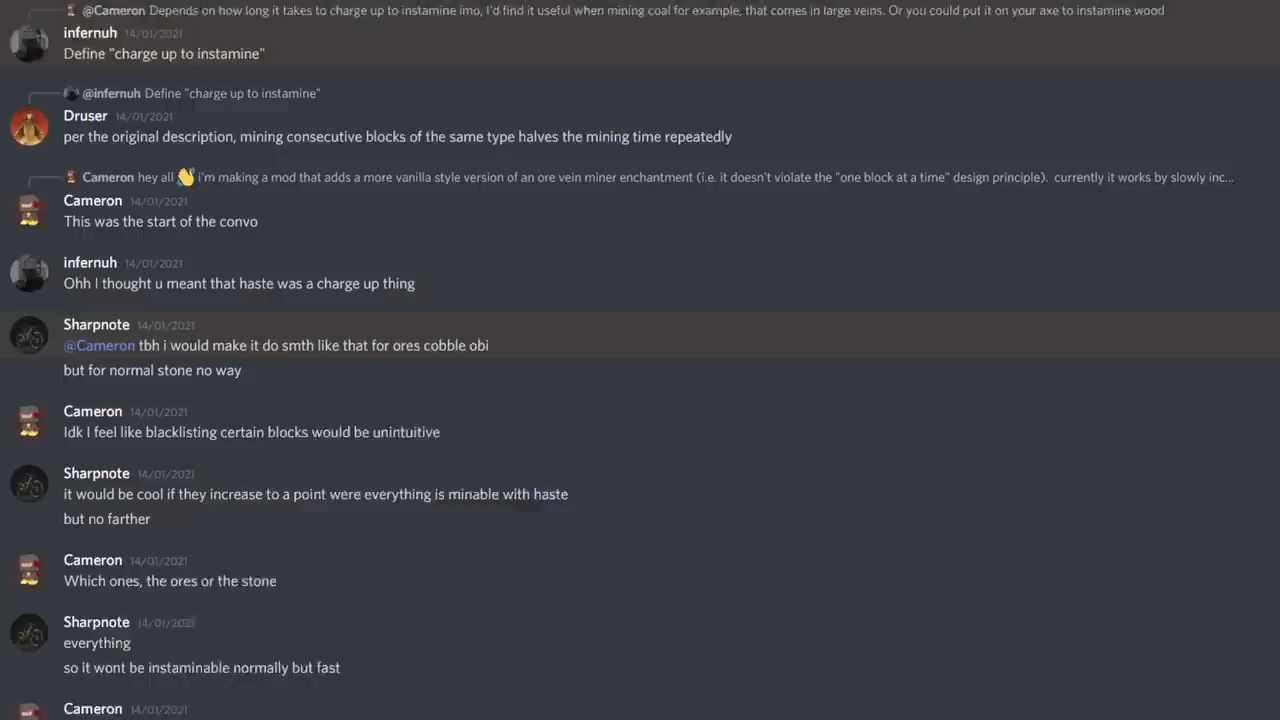 @Cameron Depends on how long it takes to charge up to instamine imo, I'd find it useful when mining coal for example, that comes in large veins. Or you could put it on your axe to instamine wood
infernuh 14/01/2021
Define "charge up to instamine"
@infernuh Define "charge up to instamine"
Druser 14/01/2021
per the original description, mining consecutive blocks of the same type halves the mining time repeatedly
Cameron hey all 👋 i'm making a mod that adds a more vanilla style version of an ore vein miner enchantment (i.e. it doesn't violate the "one block at a time" design principle). currently it works by slowly inc...
Cameron 14/01/2021
This was the start of the convo
infernuh 14/01/2021
Ohh I thought u meant that haste was a charge up thing
Sharpnote 14/01/2021
@Cameron tbh i would make it do smth like that for ores cobble obi
but for normal stone no way
Cameron 14/01/2021
Idk I feel like blacklisting certain blocks would be unintuitive
Sharpnote 14/01/2021
it would be cool if they increase to a point were everything is minable with haste
but no farther
Cameron 14/01/2021
Which ones, the ores or the stone
Sharpnote 14/01/2021
everything
so it wont be instaminable normally but fast
Cameron 14/01/2021